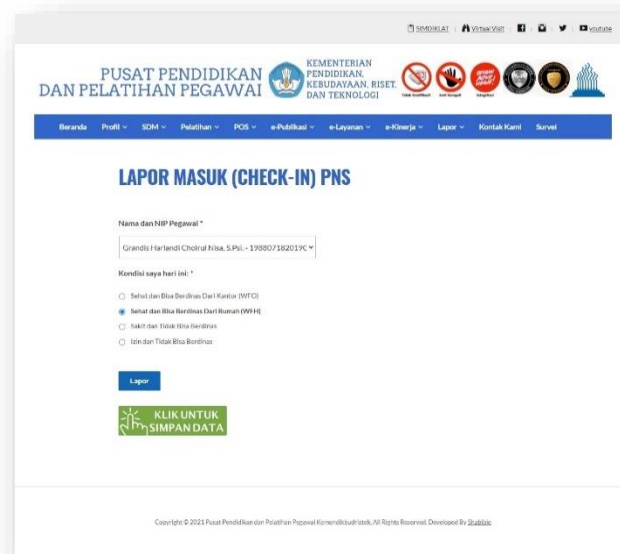 SIMDIKLAT Virtual Visit youtube
PUSAT PENDIDIKAN
DAN PELATIHAN PEGAWAI
KEMENTERIAN
PENDIDIKAN,
KEBUDAYAAN, RISET,
DAN TEKNOLOGI
Beranda Profil SDM Pelatihan POS e-Publikasi e-Layanan e-Kinerja Lapor Kontak Kami Survei
LAPOR MASUK (CHECK-IN) PNS
Nama dan NIP Pegawai *
Grandis Harlandi Choirul Nisa, S.Psi. - 1988071820190
Kondisi saya hari ini: *
Sehat dan Bisa Berdinas Dari Kantor (WFO)
Sehat dan Bisa Berdinas Dari Rumah (WFH)
Sakit dan Tidak Bisa Berdinas
Izin dan Tidak Bisa Berdinas
Lapor
KLIK UNTUK
SIMPAN DATA
Copyright © 2021 Pusat Pendidikan dan Pelatihan Pegawai Kemendikbudristek. All Rights Reserved. Developed By